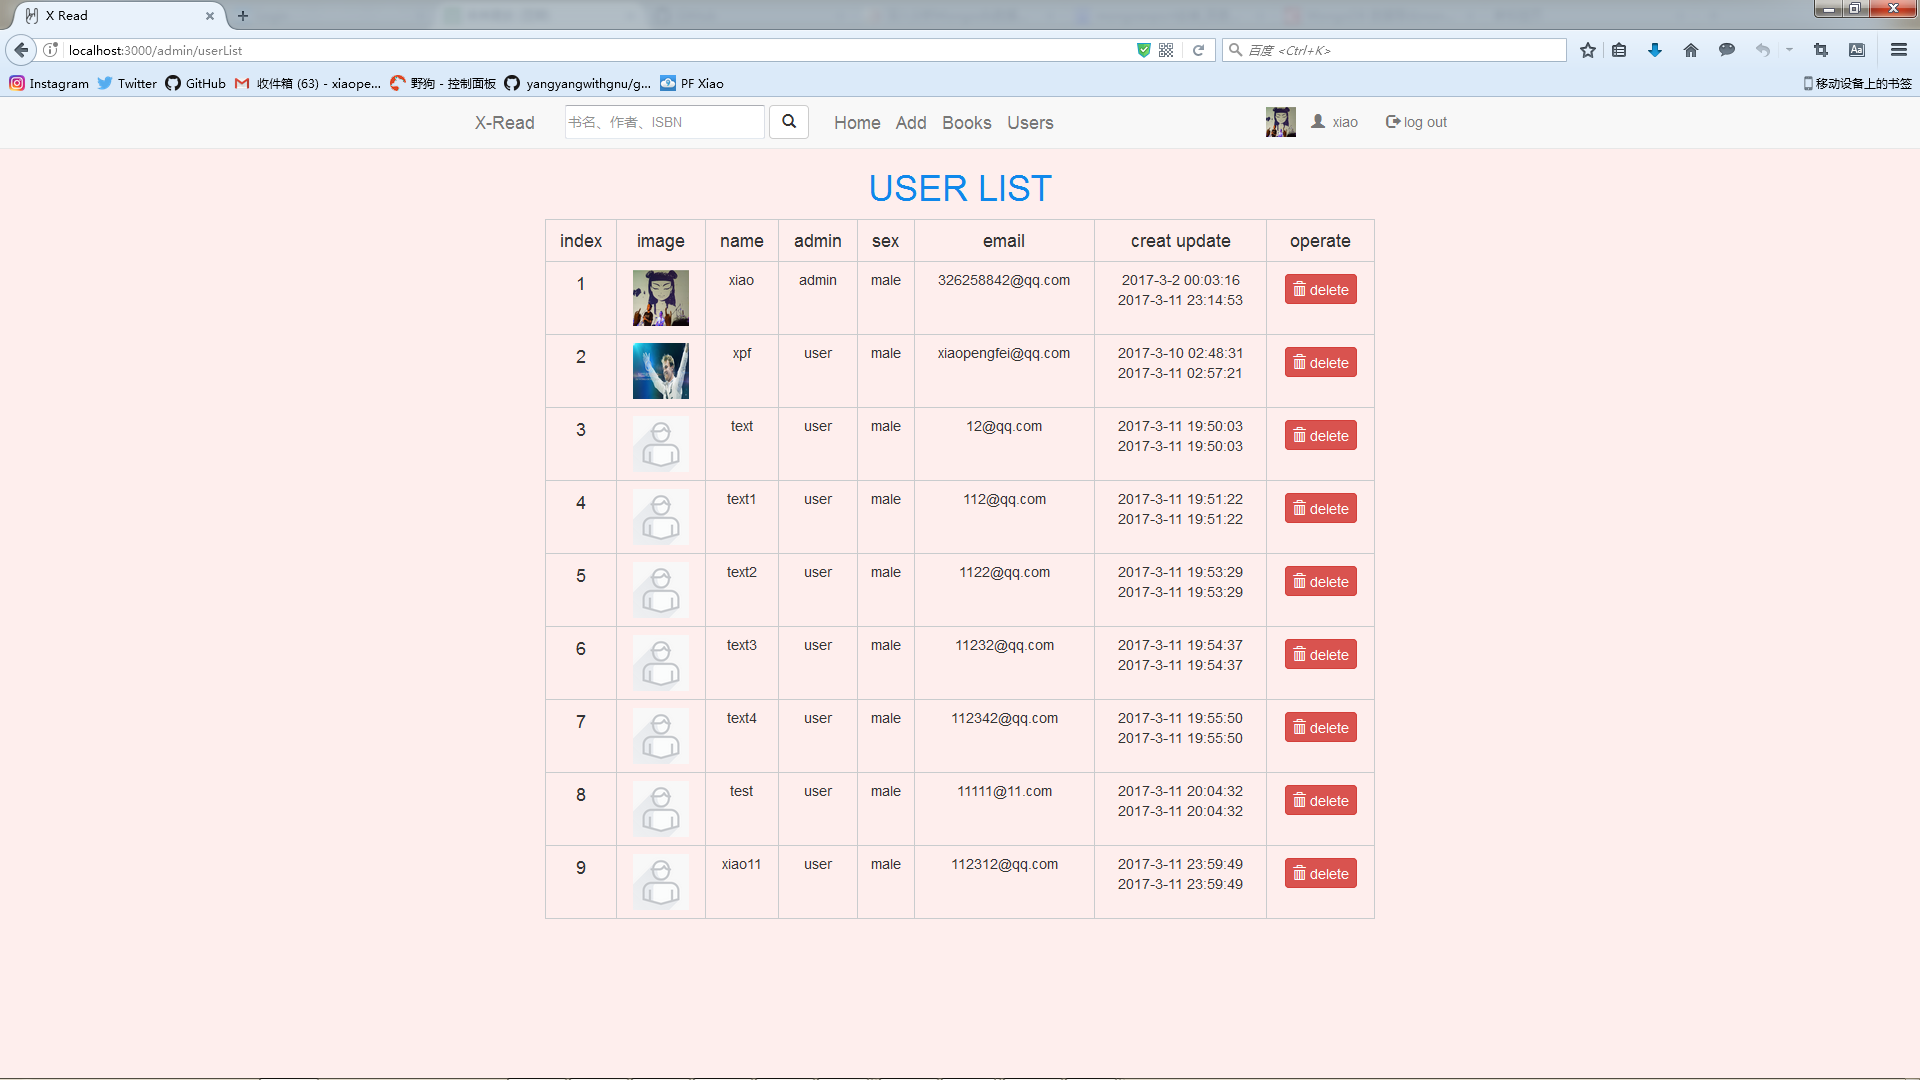 X Read
localhost:3000/admin/userList
百度 <Ctrl+K>
Instagram Twitter GitHub 收件箱 (63) - xiaope... 野狗 - 控制面板 yangyangwithgnu/g... PF Xiao 移动设备上的书签
X-Read 书名、作者、ISBN Home Add Books Users xiao log out
USER LIST
index image name admin sex email creat update operate
1 xiao admin male 326258842@qq.com 2017-3-2 00:03:16 delete
2017-3-11 23:14:53
2 xpf user male xiaopengfei@qq.com 2017-3-10 02:48:31 delete
2017-3-11 02:57:21
3 text user male 12@qq.com 2017-3-11 19:50:03 delete
2017-3-11 19:50:03
4 text1 user male 112@qq.com 2017-3-11 19:51:22 delete
2017-3-11 19:51:22
5 text2 user male 1122@qq.com 2017-3-11 19:53:29 delete
2017-3-11 19:53:29
6 text3 user male 11232@qq.com 2017-3-11 19:54:37 delete
2017-3-11 19:54:37
7 text4 user male 112342@qq.com 2017-3-11 19:55:50 delete
2017-3-11 19:55:50
8 test user male 11111@11.com 2017-3-11 20:04:32 delete
2017-3-11 20:04:32
9 xiao11 user male 112312@qq.com 2017-3-11 23:59:49 delete
2017-3-11 23:59:49